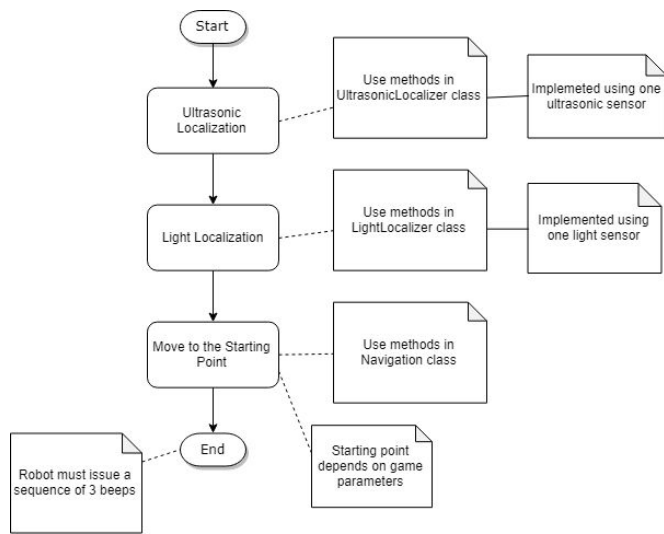 Start
Ultrasonic
Localization
Use methods in
UltrasonicLocalizer class
Implemeted using one
ultrasonic sensor
Light Localization
Use methods in
LightLocalizer class
Implemented using
one light sensor
Move to the Starting
Point
Use methods in
Navigation class
End
Robot must issue a
sequence of 3 beeps
Starting point
depends on game
parameters